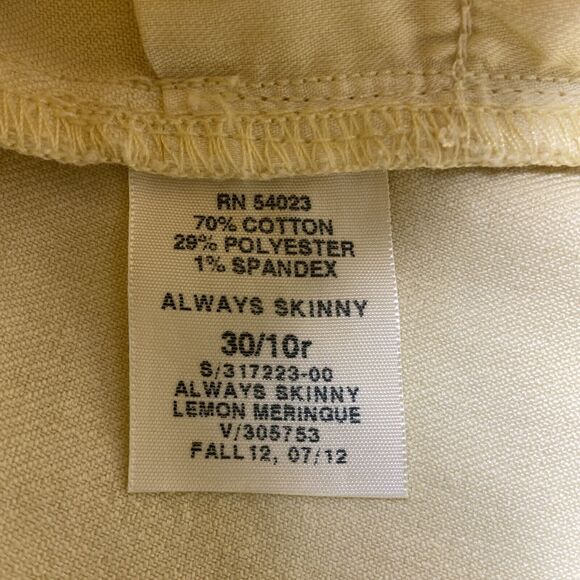 RN 54023
70% COTTON
29% POLYESTER
1% SPANDEX
ALWAYS SKINNY
30/10r
S/317223-00
ALWAYS SKINNY
LEMON MERINGUE
V/305753
FALL12, 07/12